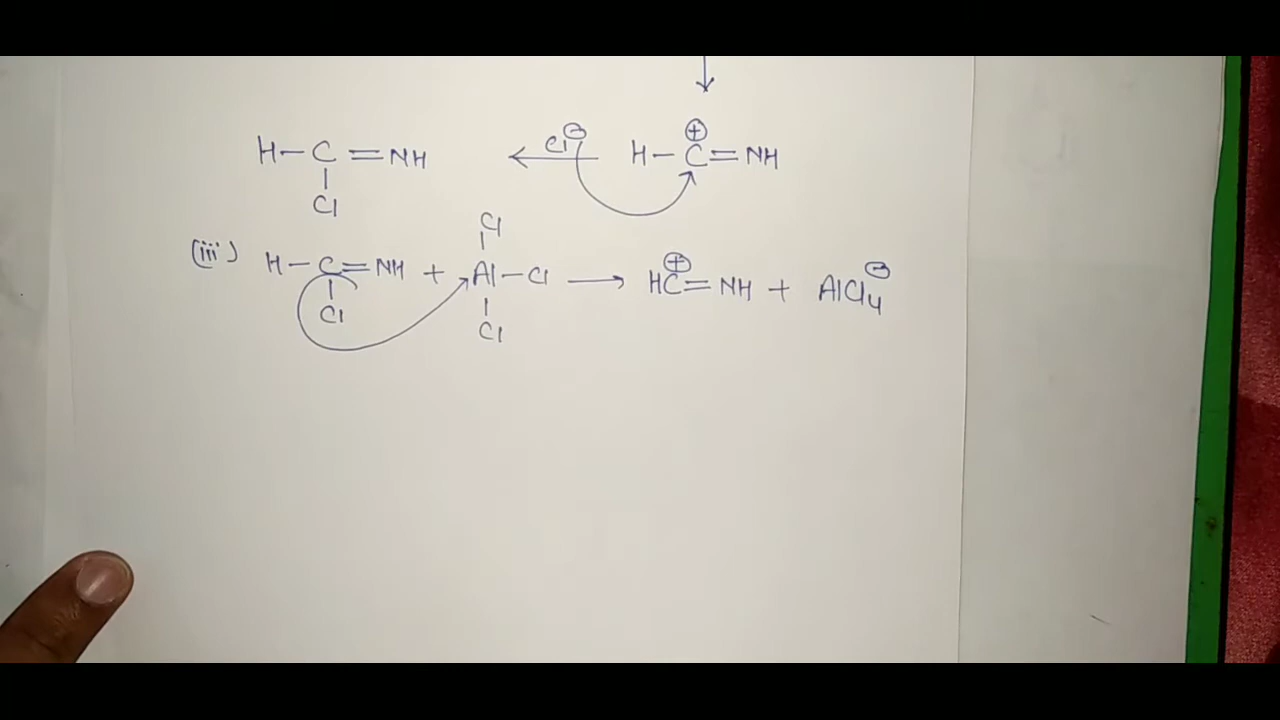 H-C=NH ← Cl⊖ H-C⊕=NH
Cl
Cl
(iii) H-C=NH + Al-Cl → HC⊕=NH + AlCl4⊖
Cl Cl